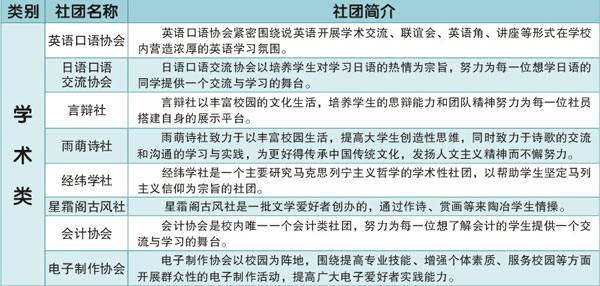 类别 社团名称 社团简介
学术类
英语口语协会
英语口语协会紧密围绕说英语开展学术交流、联谊会、英语角、讲座等形式在学校
内营造浓厚的英语学习氛围。
日语口语
交流协会
日语口语交流协会以培养学生对学习日语的热情为宗旨，努力为每一位想学日语的
同学提供一个交流与学习的舞台。
言辩社
言辩社以丰富校园的文化生活，培养学生的思辩能力和团队精神努力为每一位社员
搭建自身的展示平台。
雨萌诗社
雨萌诗社致力于以丰富校园生活，提高大学生创造性思维，同时致力于诗歌的交流
和沟通的学习与实践，为更好得传承中国传统文化，发扬人文主义精神而不懈努力。
经纬学社
经纬学社是一个主要研究马克思列宁主义哲学的学术性社团，以帮助学生坚定马列
主义信仰为宗旨的社团。
星霜阁古风社
星霜阁古风社是一批文学爱好者创办的，通过作诗、赏画等来陶冶学生情操。
会计协会
会计协会是校内唯一一个会计类社团，努力为每一位想了解会计的学生提供一个交
流与学习的舞台。
电子制作协会
电子制作协会以校园为阵地，围绕提高专业技能、增强个体素质、服务校园等方面
开展群众性的电子制作活动，提高广大电子爱好者实践能力。